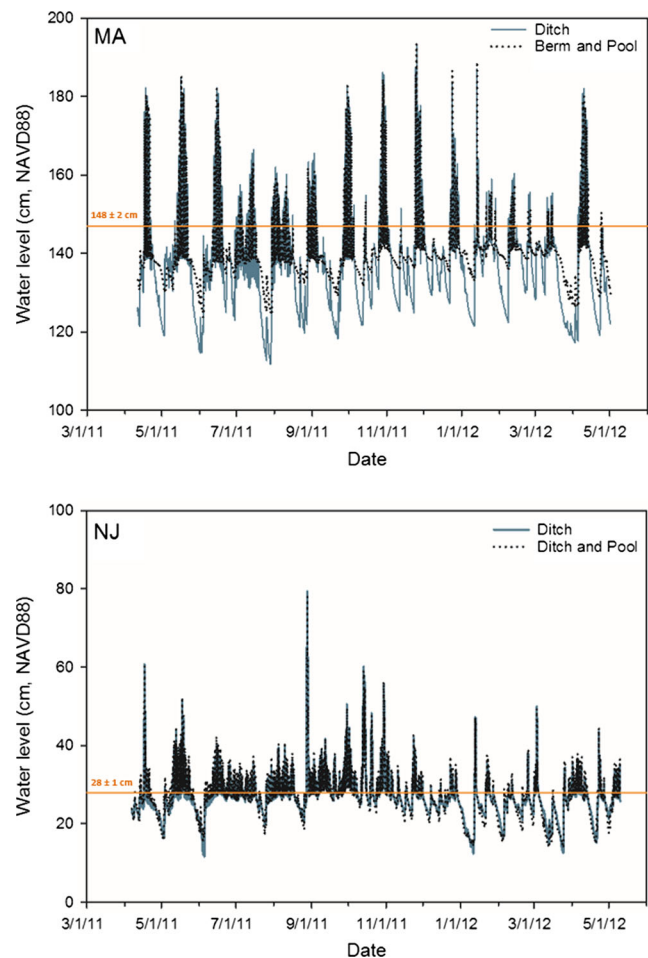 MA
Ditch
Berm and Pool
200
180
160
148 ± 2 cm
140
120
100
Water level (cm, NAVD88)
3/1/11 5/1/11 7/1/11 9/1/11 11/1/11 1/1/12 3/1/12 5/1/12
Date
NJ
Ditch
Ditch and Pool
100
80
60
40
28 ± 1 cm
20
0
Water level (cm, NAVD88)
3/1/11 5/1/11 7/1/11 9/1/11 11/1/11 1/1/12 3/1/12 5/1/12
Date